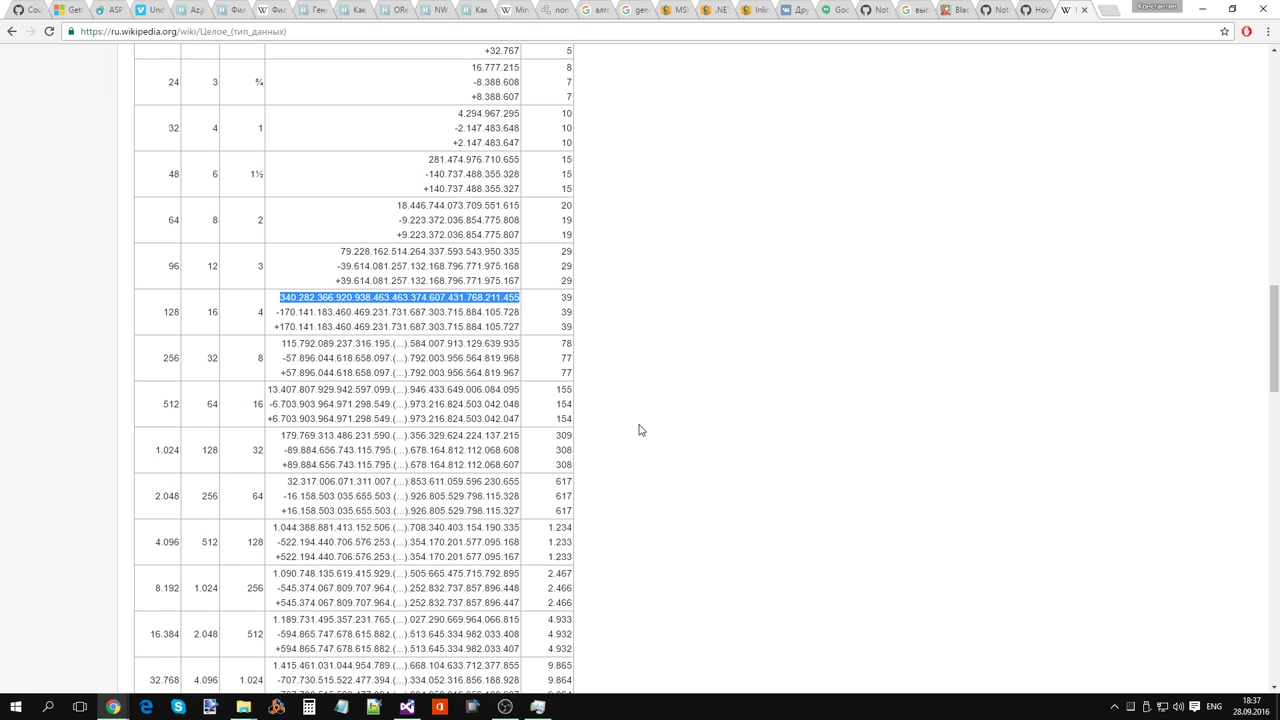 Cou
Get
ASP
Und
Н Az.p
Н Фил
W Фил
Н Ген
Н Как
Н ORe
Н NW
Н Как
W Min
пол
G алг
G gen
MSI
.NE
Inlin
Дру
Goo
Not
G выс
Blac
Not
Hov
W
Константин
https://ru.wikipedia.org/wiki/Целое_(тип_данных)
+32.767 5
16.777.215 8
24 3 ¾ -8.388.608 7
+8.388.607 7
4.294.967.295 10
32 4 1 -2.147.483.648 10
+2.147.483.647 10
281.474.976.710.655 15
48 6 1½ -140.737.488.355.328 15
+140.737.488.355.327 15
18.446.744.073.709.551.615 20
64 8 2 -9.223.372.036.854.775.808 19
+9.223.372.036.854.775.807 19
79.228.162.514.264.337.593.543.950.335 29
96 12 3 -39.614.081.257.132.168.796.771.975.168 29
+39.614.081.257.132.168.796.771.975.167 29
340.282.366.920.938.463.463.374.607.431.768.211.455 39
128 16 4 -170.141.183.460.469.231.731.687.303.715.884.105.728 39
+170.141.183.460.469.231.731.687.303.715.884.105.727 39
115.792.089.237.316.195.(...).584.007.913.129.639.935 78
256 32 8 -57.896.044.618.658.097.(...).792.003.956.564.819.968 77
+57.896.044.618.658.097.(...).792.003.956.564.819.967 77
13.407.807.929.942.597.099.(...).946.433.649.006.084.095 155
512 64 16 -6.703.903.964.971.298.549.(...).973.216.824.503.042.048 154
+6.703.903.964.971.298.549.(...).973.216.824.503.042.047 154
179.769.313.486.231.590.(...).356.329.624.224.137.215 309
1.024 128 32 -89.884.656.743.115.795.(...).678.164.812.112.068.608 308
+89.884.656.743.115.795.(...).678.164.812.112.068.607 308
32.317.006.071.311.007.(...).853.611.059.596.230.655 617
2.048 256 64 -16.158.503.035.655.503.(...).926.805.529.798.115.328 617
+16.158.503.035.655.503.(...).926.805.529.798.115.327 617
1.044.388.881.413.152.506.(...).708.340.403.154.190.335 1.234
4.096 512 128 -522.194.440.706.576.253.(...).354.170.201.577.095.168 1.233
+522.194.440.706.576.253.(...).354.170.201.577.095.167 1.233
1.090.748.135.619.415.929.(...).505.665.475.715.792.895 2.467
8.192 1.024 256 -545.374.067.809.707.964.(...).252.832.737.857.896.448 2.466
+545.374.067.809.707.964.(...).252.832.737.857.896.447 2.466
1.189.731.495.357.231.765.(...).027.290.669.964.066.815 4.933
16.384 2.048 512 -594.865.747.678.615.882.(...).513.645.334.982.033.408 4.932
+594.865.747.678.615.882.(...).513.645.334.982.033.407 4.932
1.415.461.031.044.954.789.(...).668.104.633.712.377.855 9.865
32.768 4.096 1.024 -707.730.515.522.477.394.(...).334.052.316.856.188.928 9.864
ENG
18:37
28.09.2016